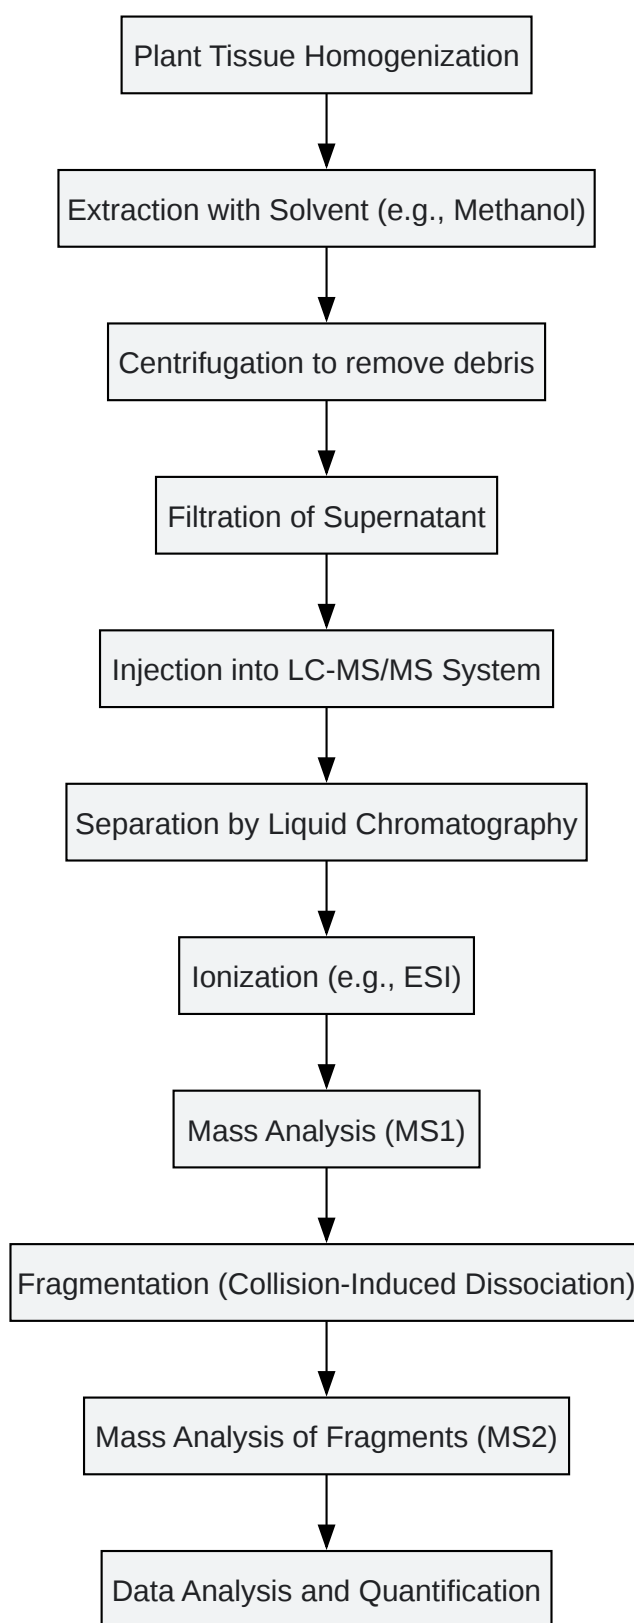 Plant Tissue Homogenization
Extraction with Solvent (e.g., Methanol)
Centrifugation to remove debris
Filtration of Supernatant
Injection into LC-MS/MS System
Separation by Liquid Chromatography
Ionization (e.g., ESI)
Mass Analysis (MS1)
Fragmentation (Collision-Induced Dissociation)
Mass Analysis of Fragments (MS2)
Data Analysis and Quantification